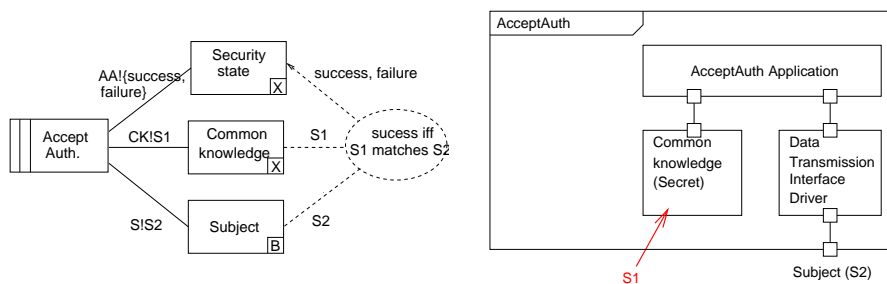 Security
state
X
AA!{success,
failure}
success, failure
Accept
Auth.
CK!S1
Common
knowledge
X
S1
sucess iff
S1 matches S2
S!S2
Subject
B
S2
AcceptAuth
AcceptAuth Application
Common
knowledge
(Secret)
Data
Transmission
Interface
Driver
S1
Subject (S2)